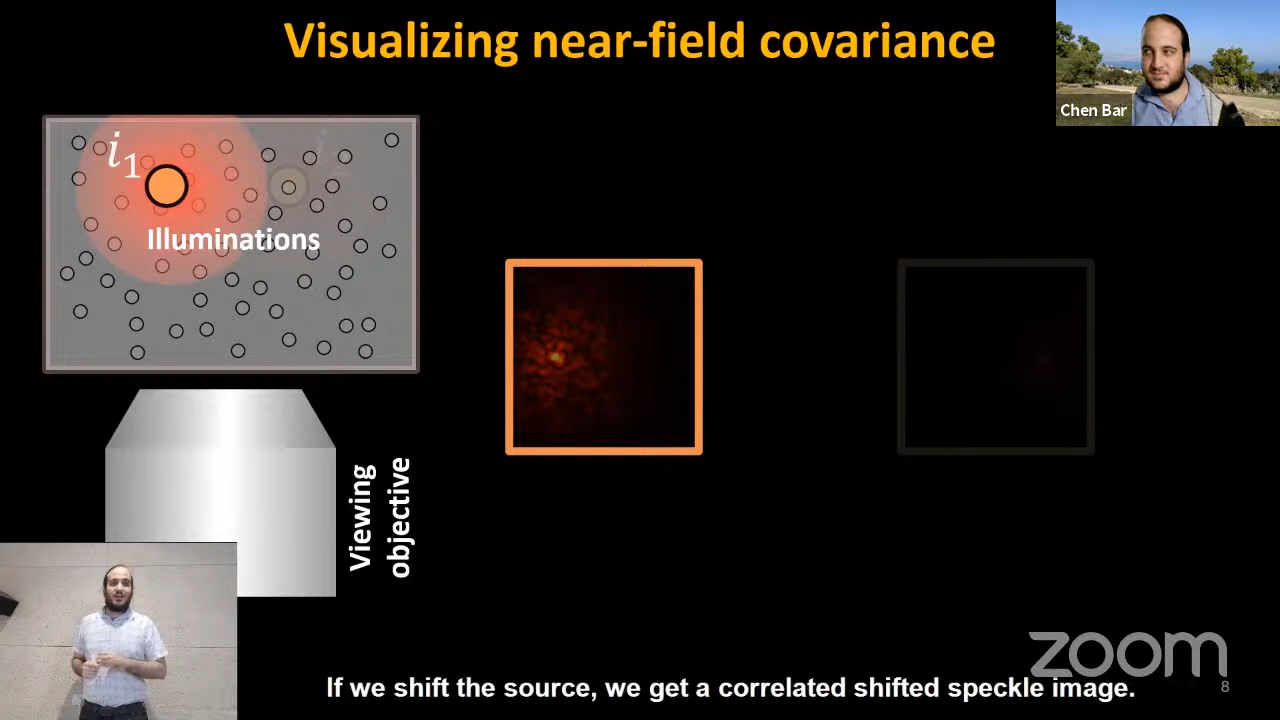 Visualizing near-field covariance
Chen Bar
i₁
Illuminations
Viewing
objective
zoom
If we shift the source, we get a correlated shifted speckle image.
8